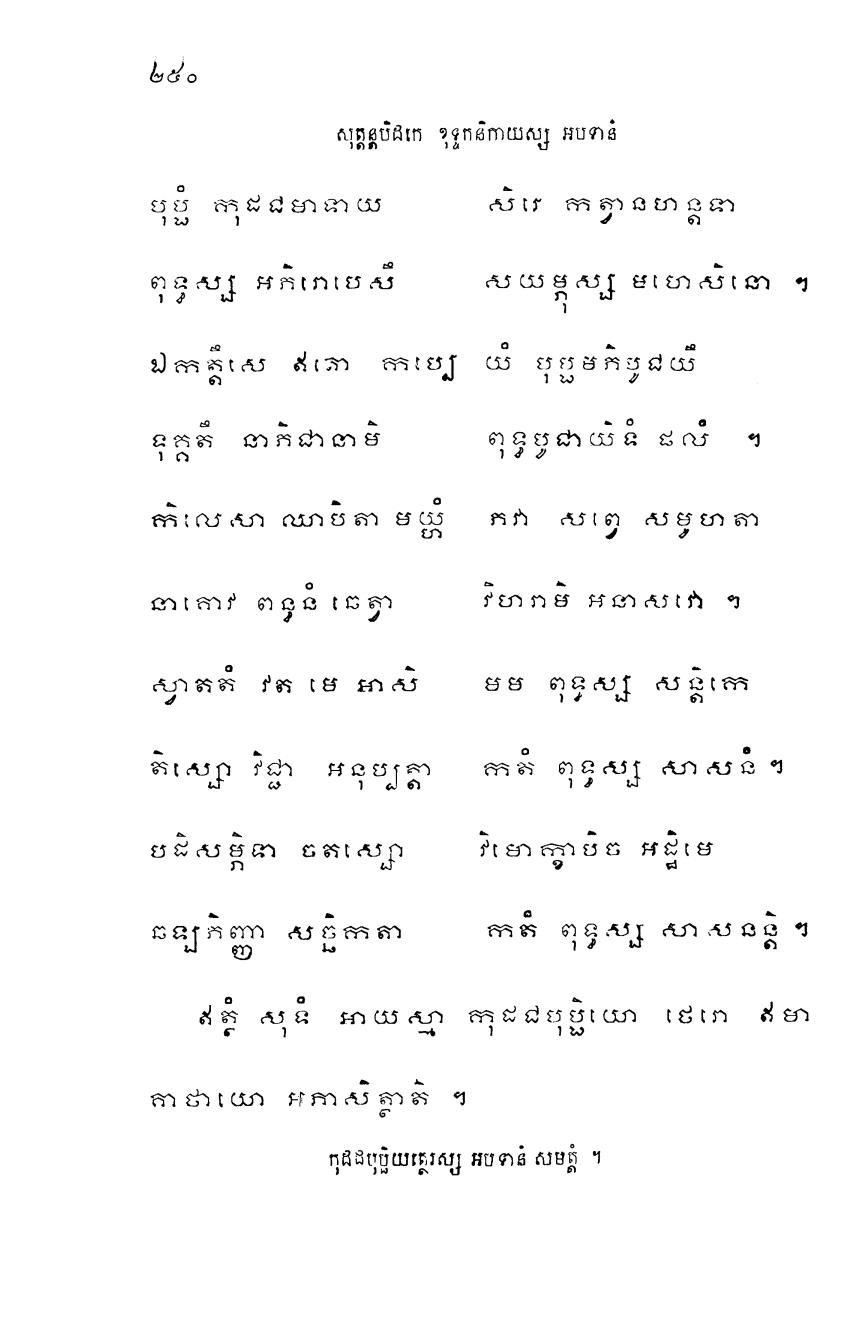 ២៥០
សុត្តន្តបិដកេ ខុទ្ទកនិកាយស្ស អបទានំ
បុប្ផំ កុដជមាទាយ សិរេ កត្វានហន្តទា
ពុទ្ធស្ស អភិរោបេសឹ សយម្ភុស្ស មហេសិនោ ។
ឯកត្តឹសេ ឥតោ កប្បេ យំ បុប្ផមភិបូជយឹ
ទុគ្គតឹ នាភិជានាមិ ពុទ្ធបូជាយិទំ ផលំ ។
កិលេសា ឈាបិតា មយ្ហំ ភវា សព្វេ សមូហតា
នាគោវ ពន្ធនំ ឆេត្វា វិហរាមិ អនាសវោ ។
ស្វាគតំ វត មេ អាសិ មម ពុទ្ធស្ស សន្តិកេ
តិស្សោ វិជ្ជា អនុប្បត្តា កតំ ពុទ្ធស្ស សាសនំ ។
បដិសម្ភិទា ចតស្សោ វិមោក្ខាបិច អដ្ឋិមេ
ឆឡភិញ្ញា សច្ឆិកតា កតំ ពុទ្ធស្ស សាសនន្តិ ។
ឥត្ថំ សុទំ អាយស្មា កុដជបុប្ផិយោ ថេរោ ឥមា
គាថាយោ អភាសិត្ថាតិ ។
កុដជបុប្ផិយត្ថេរស្ស អបទានំ សមត្តំ ។